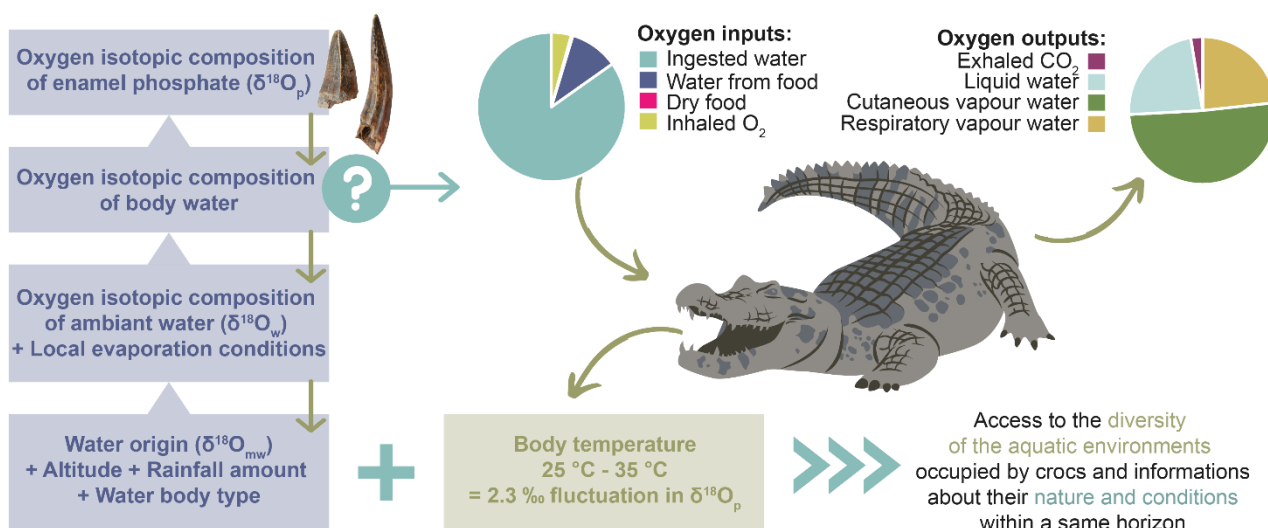 Oxygen isotopic composition
of enamel phosphate (δ¹⁸Oₚ)
Oxygen isotopic composition
of body water
?
Oxygen isotopic composition
of ambiant water (δ¹⁸O_w)
+ Local evaporation conditions
Water origin (δ¹⁸O_mw)
+ Altitude + Rainfall amount
+ Water body type
Oxygen inputs:
Ingested water
Water from food
Dry food
Inhaled O₂
Oxygen outputs:
Exhaled CO₂
Liquid water
Cutaneous vapour water
Respiratory vapour water
+
Body temperature
25 °C - 35 °C
= 2.3 ‰ fluctuation in δ¹⁸Oₚ
Access to the diversity
of the aquatic environments
occupied by crocs and informations
about their nature and conditions
within a same horizon